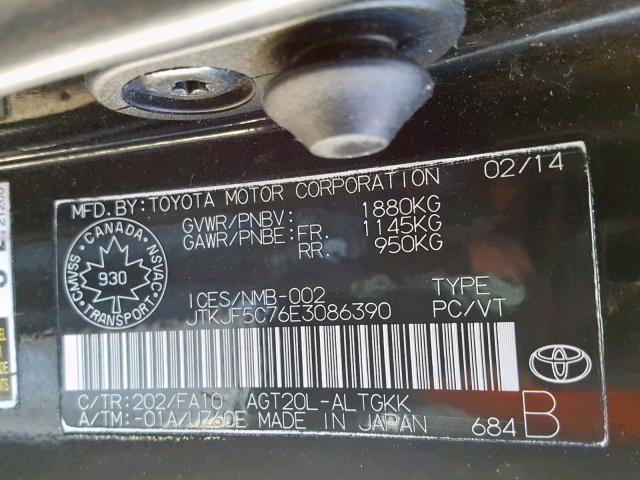 MFD.BY:TOYOTA MOTOR CORPORATION 02/14
GVWR/PNBV: 1880KG
GAWR/PNBE: FR. 1145KG
RR. 950KG
CANADA
CMVSS 930 NSVAC
TRANSPORT
ICES/NMB-002 TYPE
JTKJF5C76E3086390 PC/VT
C/TR:202/FA10 AGT20L-ALTGKK
A/TM:-01A/UZ60E MADE IN JAPAN 684 B